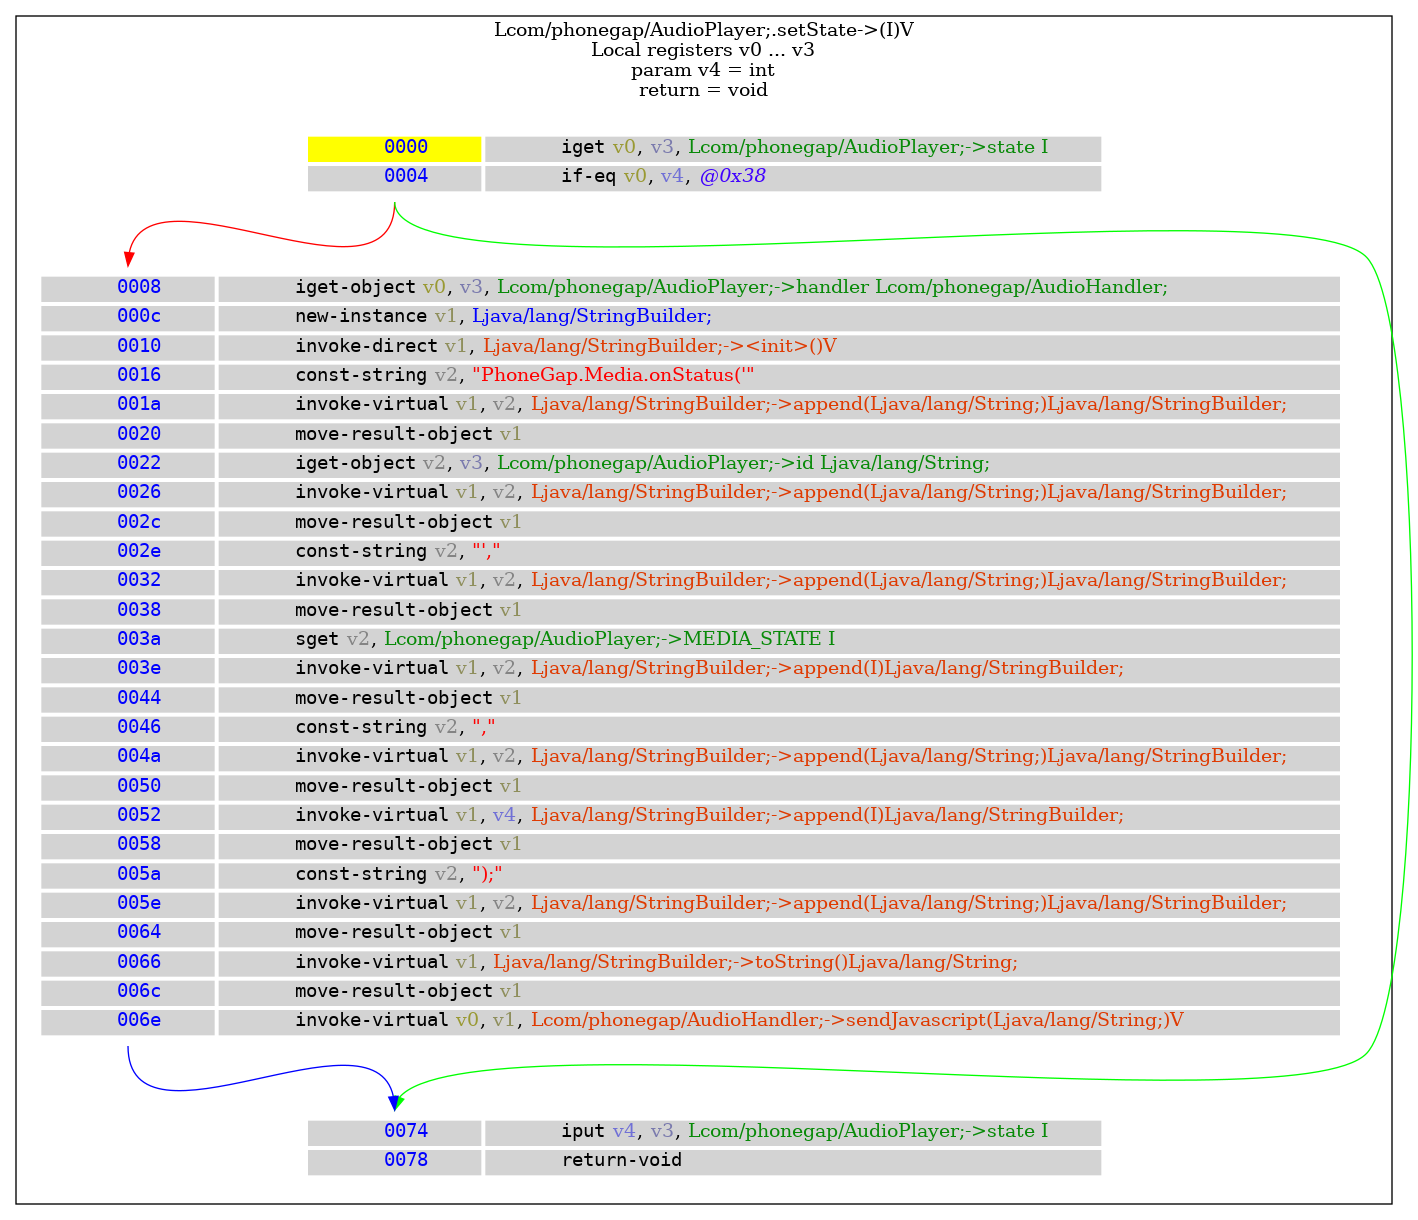 Lcom/phonegap/AudioPlayer;.setState->(I)V
Local registers v0 ... v3
param v4 = int
return = void
0000 iget v0, v3, Lcom/phonegap/AudioPlayer;->state I
0004 if-eq v0, v4, @0x38
0008 iget-object v0, v3, Lcom/phonegap/AudioPlayer;->handler Lcom/phonegap/AudioHandler;
000c new-instance v1, Ljava/lang/StringBuilder;
0010 invoke-direct v1, Ljava/lang/StringBuilder;-><init>()V
0016 const-string v2, "PhoneGap.Media.onStatus('"
001a invoke-virtual v1, v2, Ljava/lang/StringBuilder;->append(Ljava/lang/String;)Ljava/lang/StringBuilder;
0020 move-result-object v1
0022 iget-object v2, v3, Lcom/phonegap/AudioPlayer;->id Ljava/lang/String;
0026 invoke-virtual v1, v2, Ljava/lang/StringBuilder;->append(Ljava/lang/String;)Ljava/lang/StringBuilder;
002c move-result-object v1
002e const-string v2, "',"
0032 invoke-virtual v1, v2, Ljava/lang/StringBuilder;->append(Ljava/lang/String;)Ljava/lang/StringBuilder;
0038 move-result-object v1
003a sget v2, Lcom/phonegap/AudioPlayer;->MEDIA_STATE I
003e invoke-virtual v1, v2, Ljava/lang/StringBuilder;->append(I)Ljava/lang/StringBuilder;
0044 move-result-object v1
0046 const-string v2, ","
004a invoke-virtual v1, v2, Ljava/lang/StringBuilder;->append(Ljava/lang/String;)Ljava/lang/StringBuilder;
0050 move-result-object v1
0052 invoke-virtual v1, v4, Ljava/lang/StringBuilder;->append(I)Ljava/lang/StringBuilder;
0058 move-result-object v1
005a const-string v2, ");"
005e invoke-virtual v1, v2, Ljava/lang/StringBuilder;->append(Ljava/lang/String;)Ljava/lang/StringBuilder;
0064 move-result-object v1
0066 invoke-virtual v1, Ljava/lang/StringBuilder;->toString()Ljava/lang/String;
006c move-result-object v1
006e invoke-virtual v0, v1, Lcom/phonegap/AudioHandler;->sendJavascript(Ljava/lang/String;)V
0074 iput v4, v3, Lcom/phonegap/AudioPlayer;->state I
0078 return-void